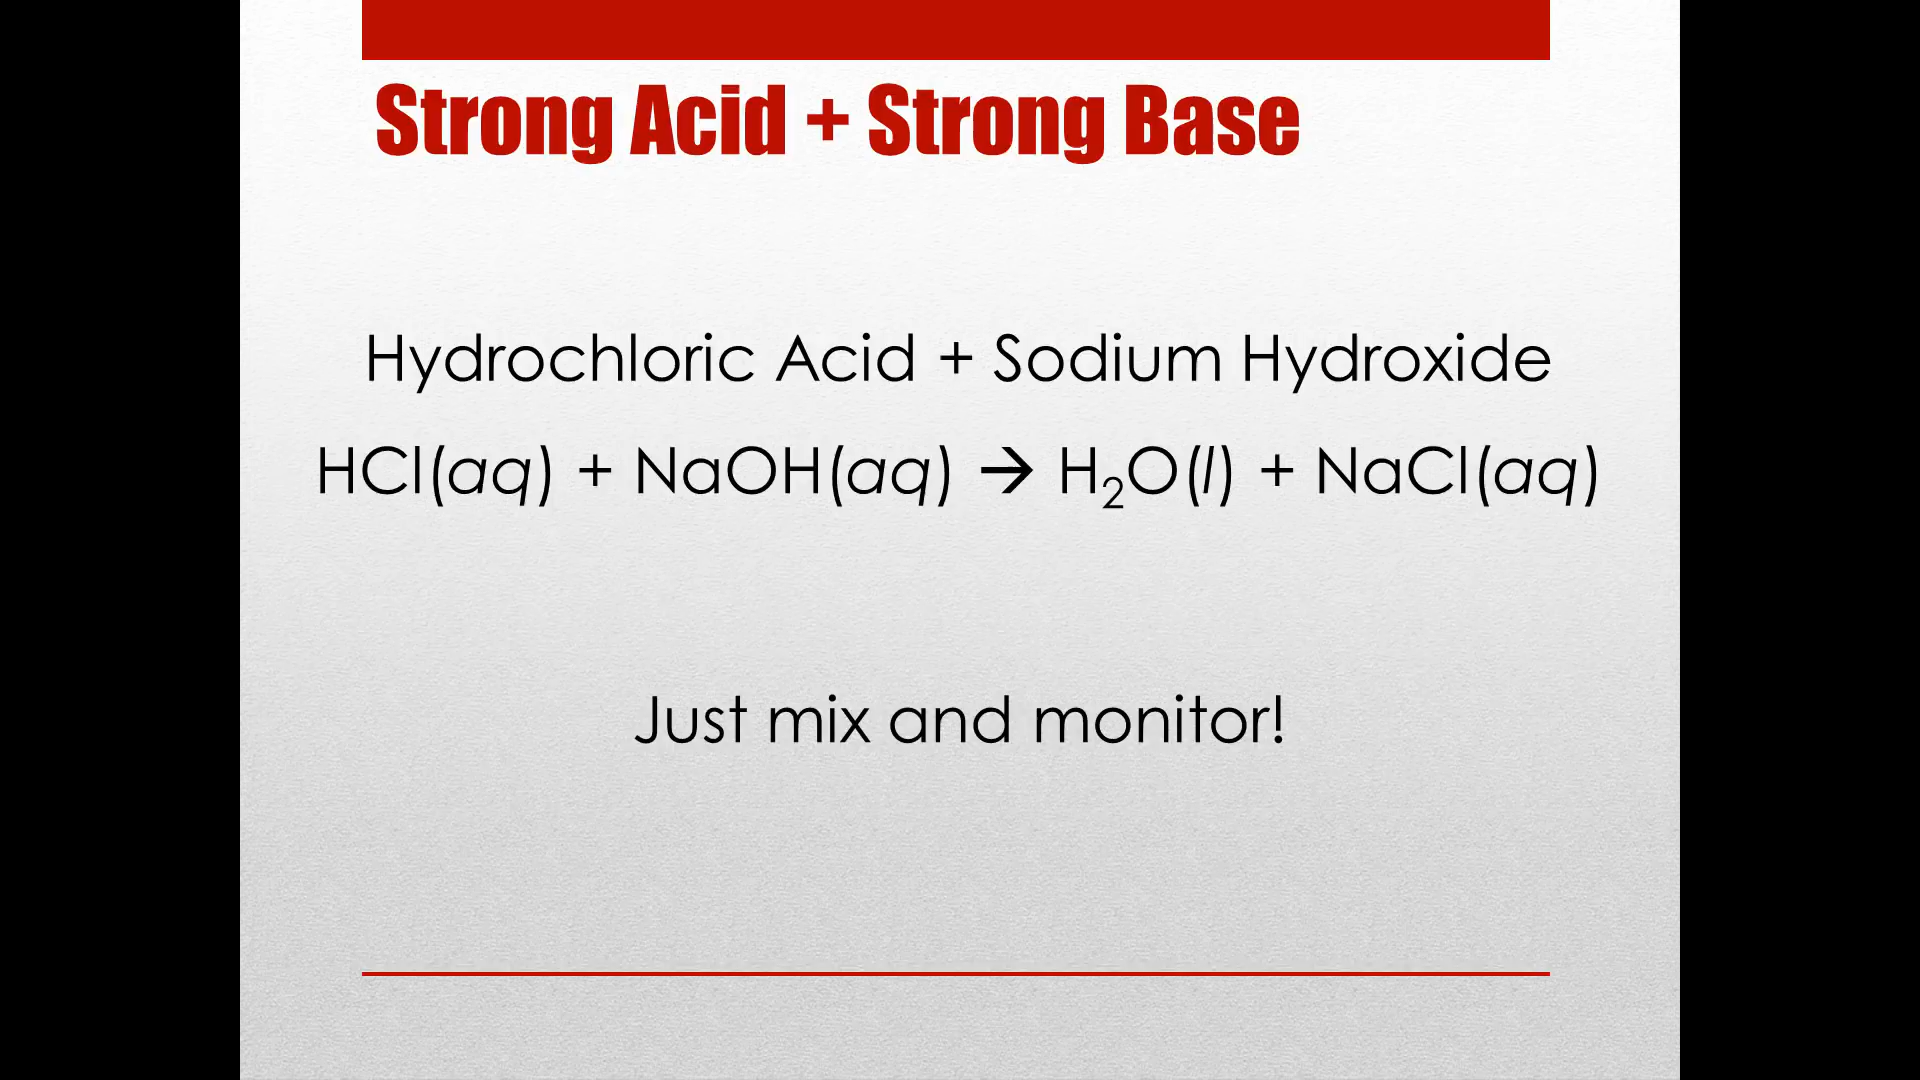 Strong Acid + Strong Base
Hydrochloric Acid + Sodium Hydroxide
HCl(aq) + NaOH(aq) → H₂O(l) + NaCl(aq)
Just mix and monitor!